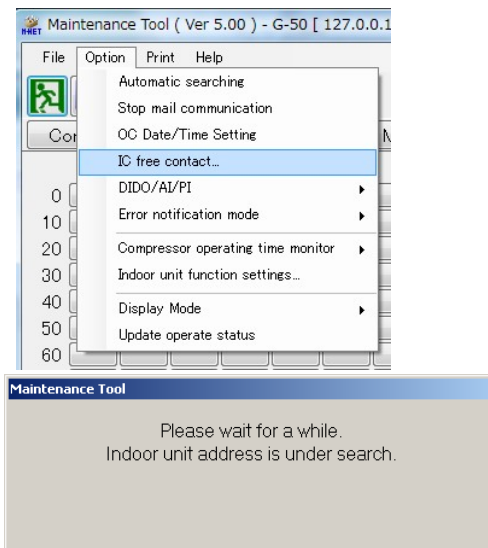 M-NET Maintenance Tool ( Ver 5.00 ) - G-50 [ 127.0.0.1
File Option Print Help
Automatic searching
Stop mail communication
Cor OC Date/Time Setting M
IC free contact...
0 DIDO/AI/PI
10 Error notification mode
20 Compressor operating time monitor
30 Indoor unit function settings...
40 Display Mode
50 Update operate status
60
Maintenance Tool
Please wait for a while.
Indoor unit address is under search.